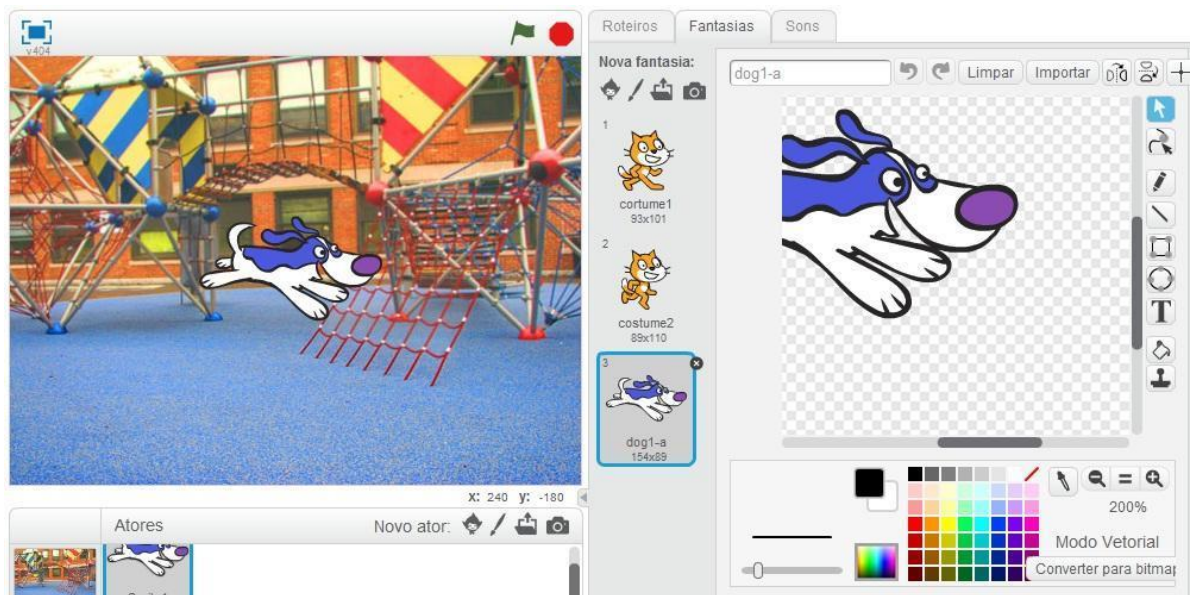 v404
Roteiros Fantasias Sons
Nova fantasia:
dog1-a
Limpar Importar
1
cortume1
93x101
2
costume2
89x110
3
dog1-a
154x89
T
x: 240 y: -180
Atores
Novo ator:
200%
Modo Vetorial
Converter para bitmap